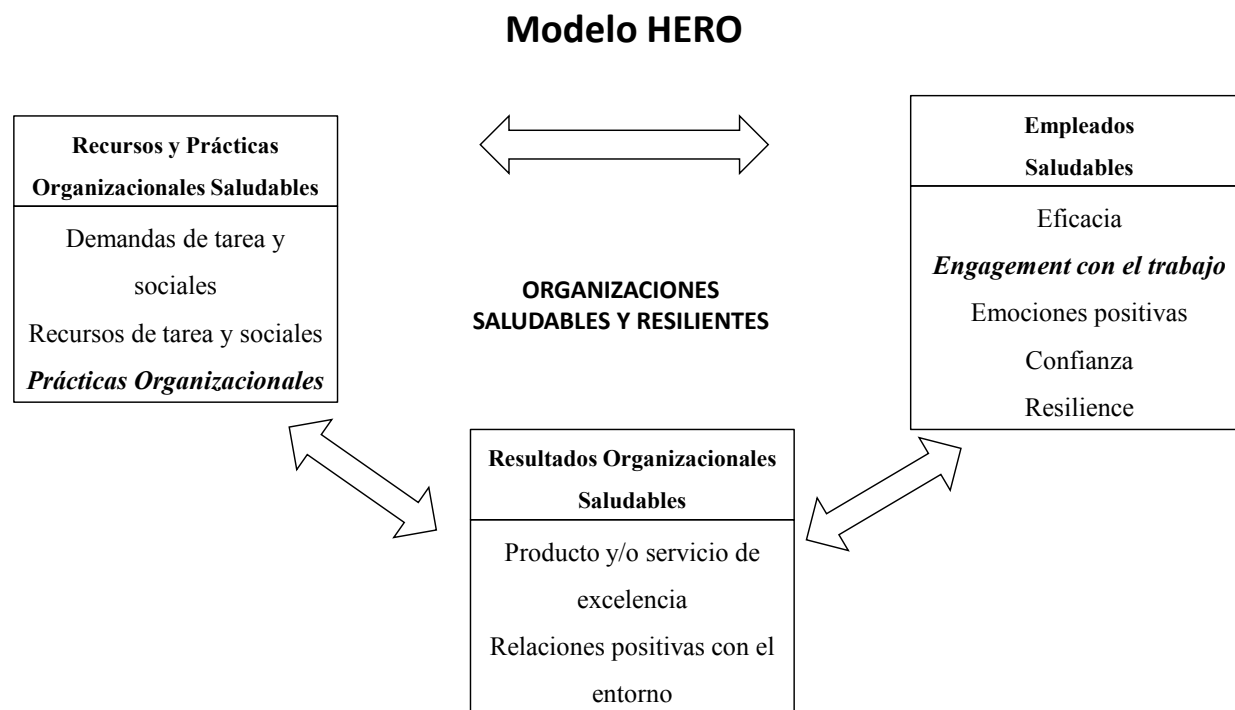 Modelo HERO
Recursos y Prácticas
Organizacionales Saludables
Demandas de tarea y
sociales
Recursos de tarea y sociales
Prácticas Organizacionales
Empleados
Saludables
Eficacia
Engagement con el trabajo
Emociones positivas
Confianza
Resilience
ORGANIZACIONES
SALUDABLES Y RESILIENTES
Resultados Organizacionales
Saludables
Producto y/o servicio de
excelencia
Relaciones positivas con el
entorno